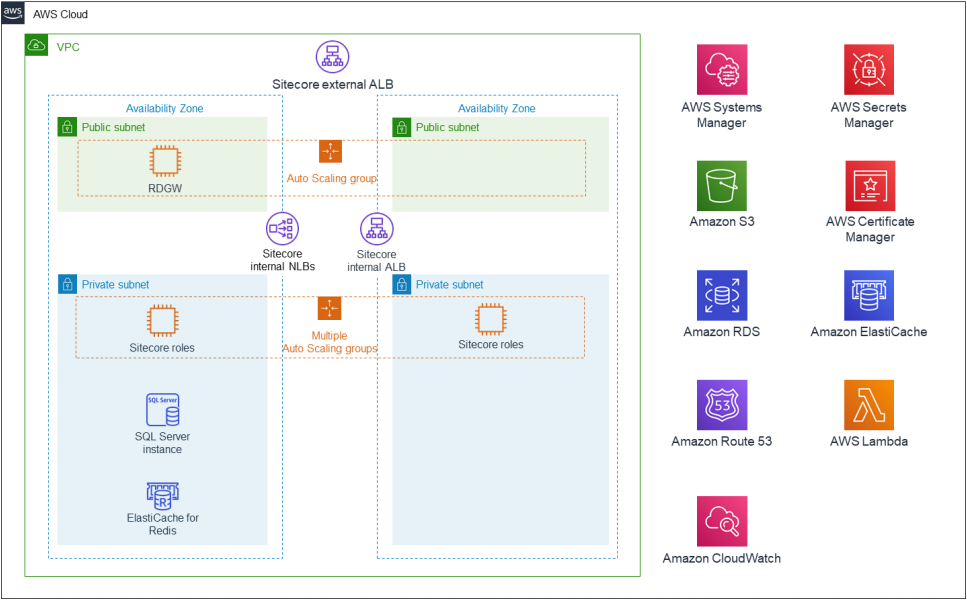 aws
AWS Cloud
VPC
Sitecore external ALB
Availability Zone
Availability Zone
Public subnet
Public subnet
RDGW
Auto Scaling group
Sitecore
internal NLBs
Sitecore
internal ALB
Private subnet
Private subnet
Sitecore roles
Multiple
Auto Scaling groups
Sitecore roles
SQL Server
SQL Server
instance
R
ElastiCache for
Redis
AWS Systems
Manager
AWS Secrets
Manager
Amazon S3
AWS Certificate
Manager
Amazon RDS
Amazon ElastiCache
53
Amazon Route 53
AWS Lambda
Amazon CloudWatch